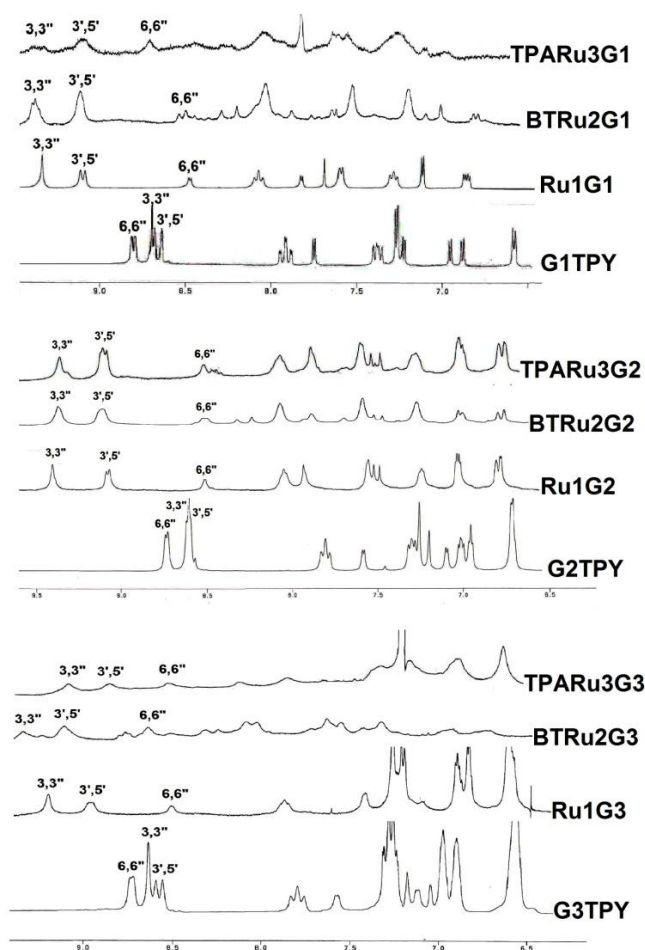 3,3" 3',5' 6,6"
TPARu3G1
3,3" 3',5' 6,6"
BTRu2G1
3,3" 3',5' 6,6"
Ru1G1
6,6" 3,3" 3',5'
G1TPY
9.0 8.5 8.0 7.5 7.0
3,3" 3',5' 6,6"
TPARu3G2
3,3" 3',5' 6,6"
BTRu2G2
3,3" 3',5' 6,6"
Ru1G2
6,6" 3,3" 3',5'
G2TPY
9.5 9.0 8.5 8.0 7.5 7.0 6.5
3,3" 3',5' 6,6"
TPARu3G3
3,3" 3',5' 6,6"
BTRu2G3
3,3" 3',5' 6,6"
Ru1G3
6,6" 3,3" 3',5'
G3TPY
9.0 8.5 8.0 7.5 7.0 6.5